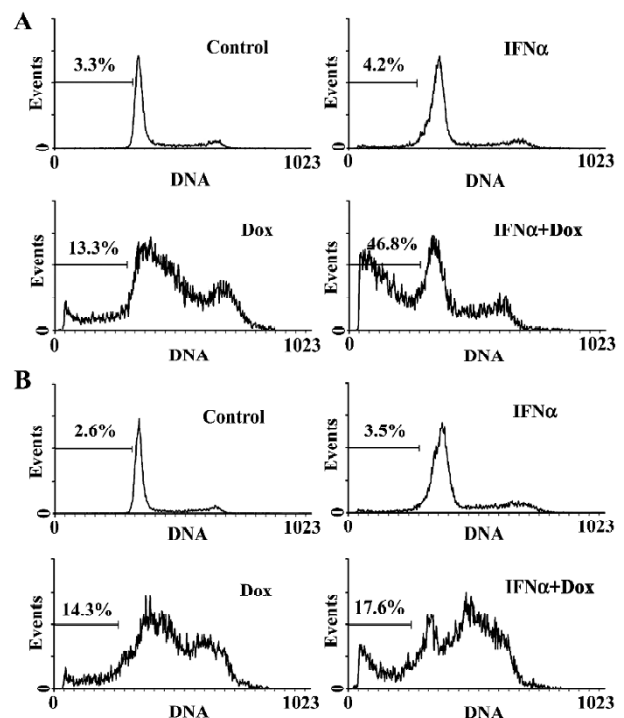 A
Control
3.3%
Events
0
0
1023
DNA
IFNα
4.2%
Events
0
0
1023
DNA
Dox
13.3%
Events
0
0
1023
DNA
IFNα+Dox
46.8%
Events
0
0
1023
DNA
B
Control
2.6%
Events
0
0
1023
DNA
IFNα
3.5%
Events
0
0
1023
DNA
Dox
14.3%
Events
0
0
1023
DNA
IFNα+Dox
17.6%
Events
0
0
1023
DNA